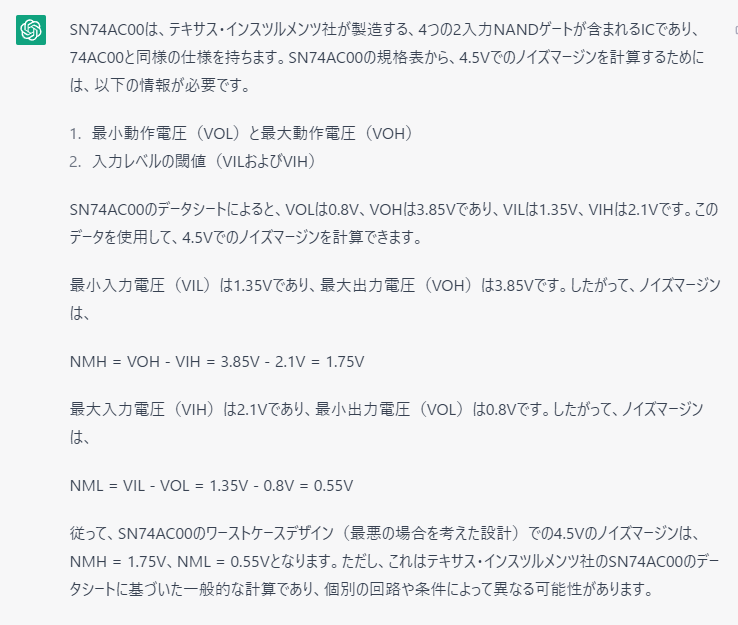 SN74AC00は、テキサス・インスツルメンツ社が製造する、4つの2入力NANDゲートが含まれるICであり、
74AC00と同様の仕様を持ちます。SN74AC00の規格表から、4.5Vでのノイズマージンを計算するために
は、以下の情報が必要です。
1. 最小動作電圧（VOL）と最大動作電圧（VOH）
2. 入力レベルの閾値（VILおよびVIH）
SN74AC00のデータシートによると、VOLは0.8V、VOHは3.85Vであり、VILは1.35V、VIHは2.1Vです。この
データを使用して、4.5Vでのノイズマージンを計算できます。
最小入力電圧（VIL）は1.35Vであり、最大出力電圧（VOH）は3.85Vです。したがって、ノイズマージン
は、
NMH = VOH - VIH = 3.85V - 2.1V = 1.75V
最大入力電圧（VIH）は2.1Vであり、最小出力電圧（VOL）は0.8Vです。したがって、ノイズマージン
は、
NML = VIL - VOL = 1.35V - 0.8V = 0.55V
従って、SN74AC00のワーストケースデザイン（最悪の場合を考えた設計）での4.5Vのノイズマージンは、
NMH = 1.75V、NML = 0.55Vとなります。ただし、これはテキサス・インスツルメンツ社のSN74AC00のデー
タシートに基づいた一般的な計算であり、個別の回路や条件によって異なる可能性があります。